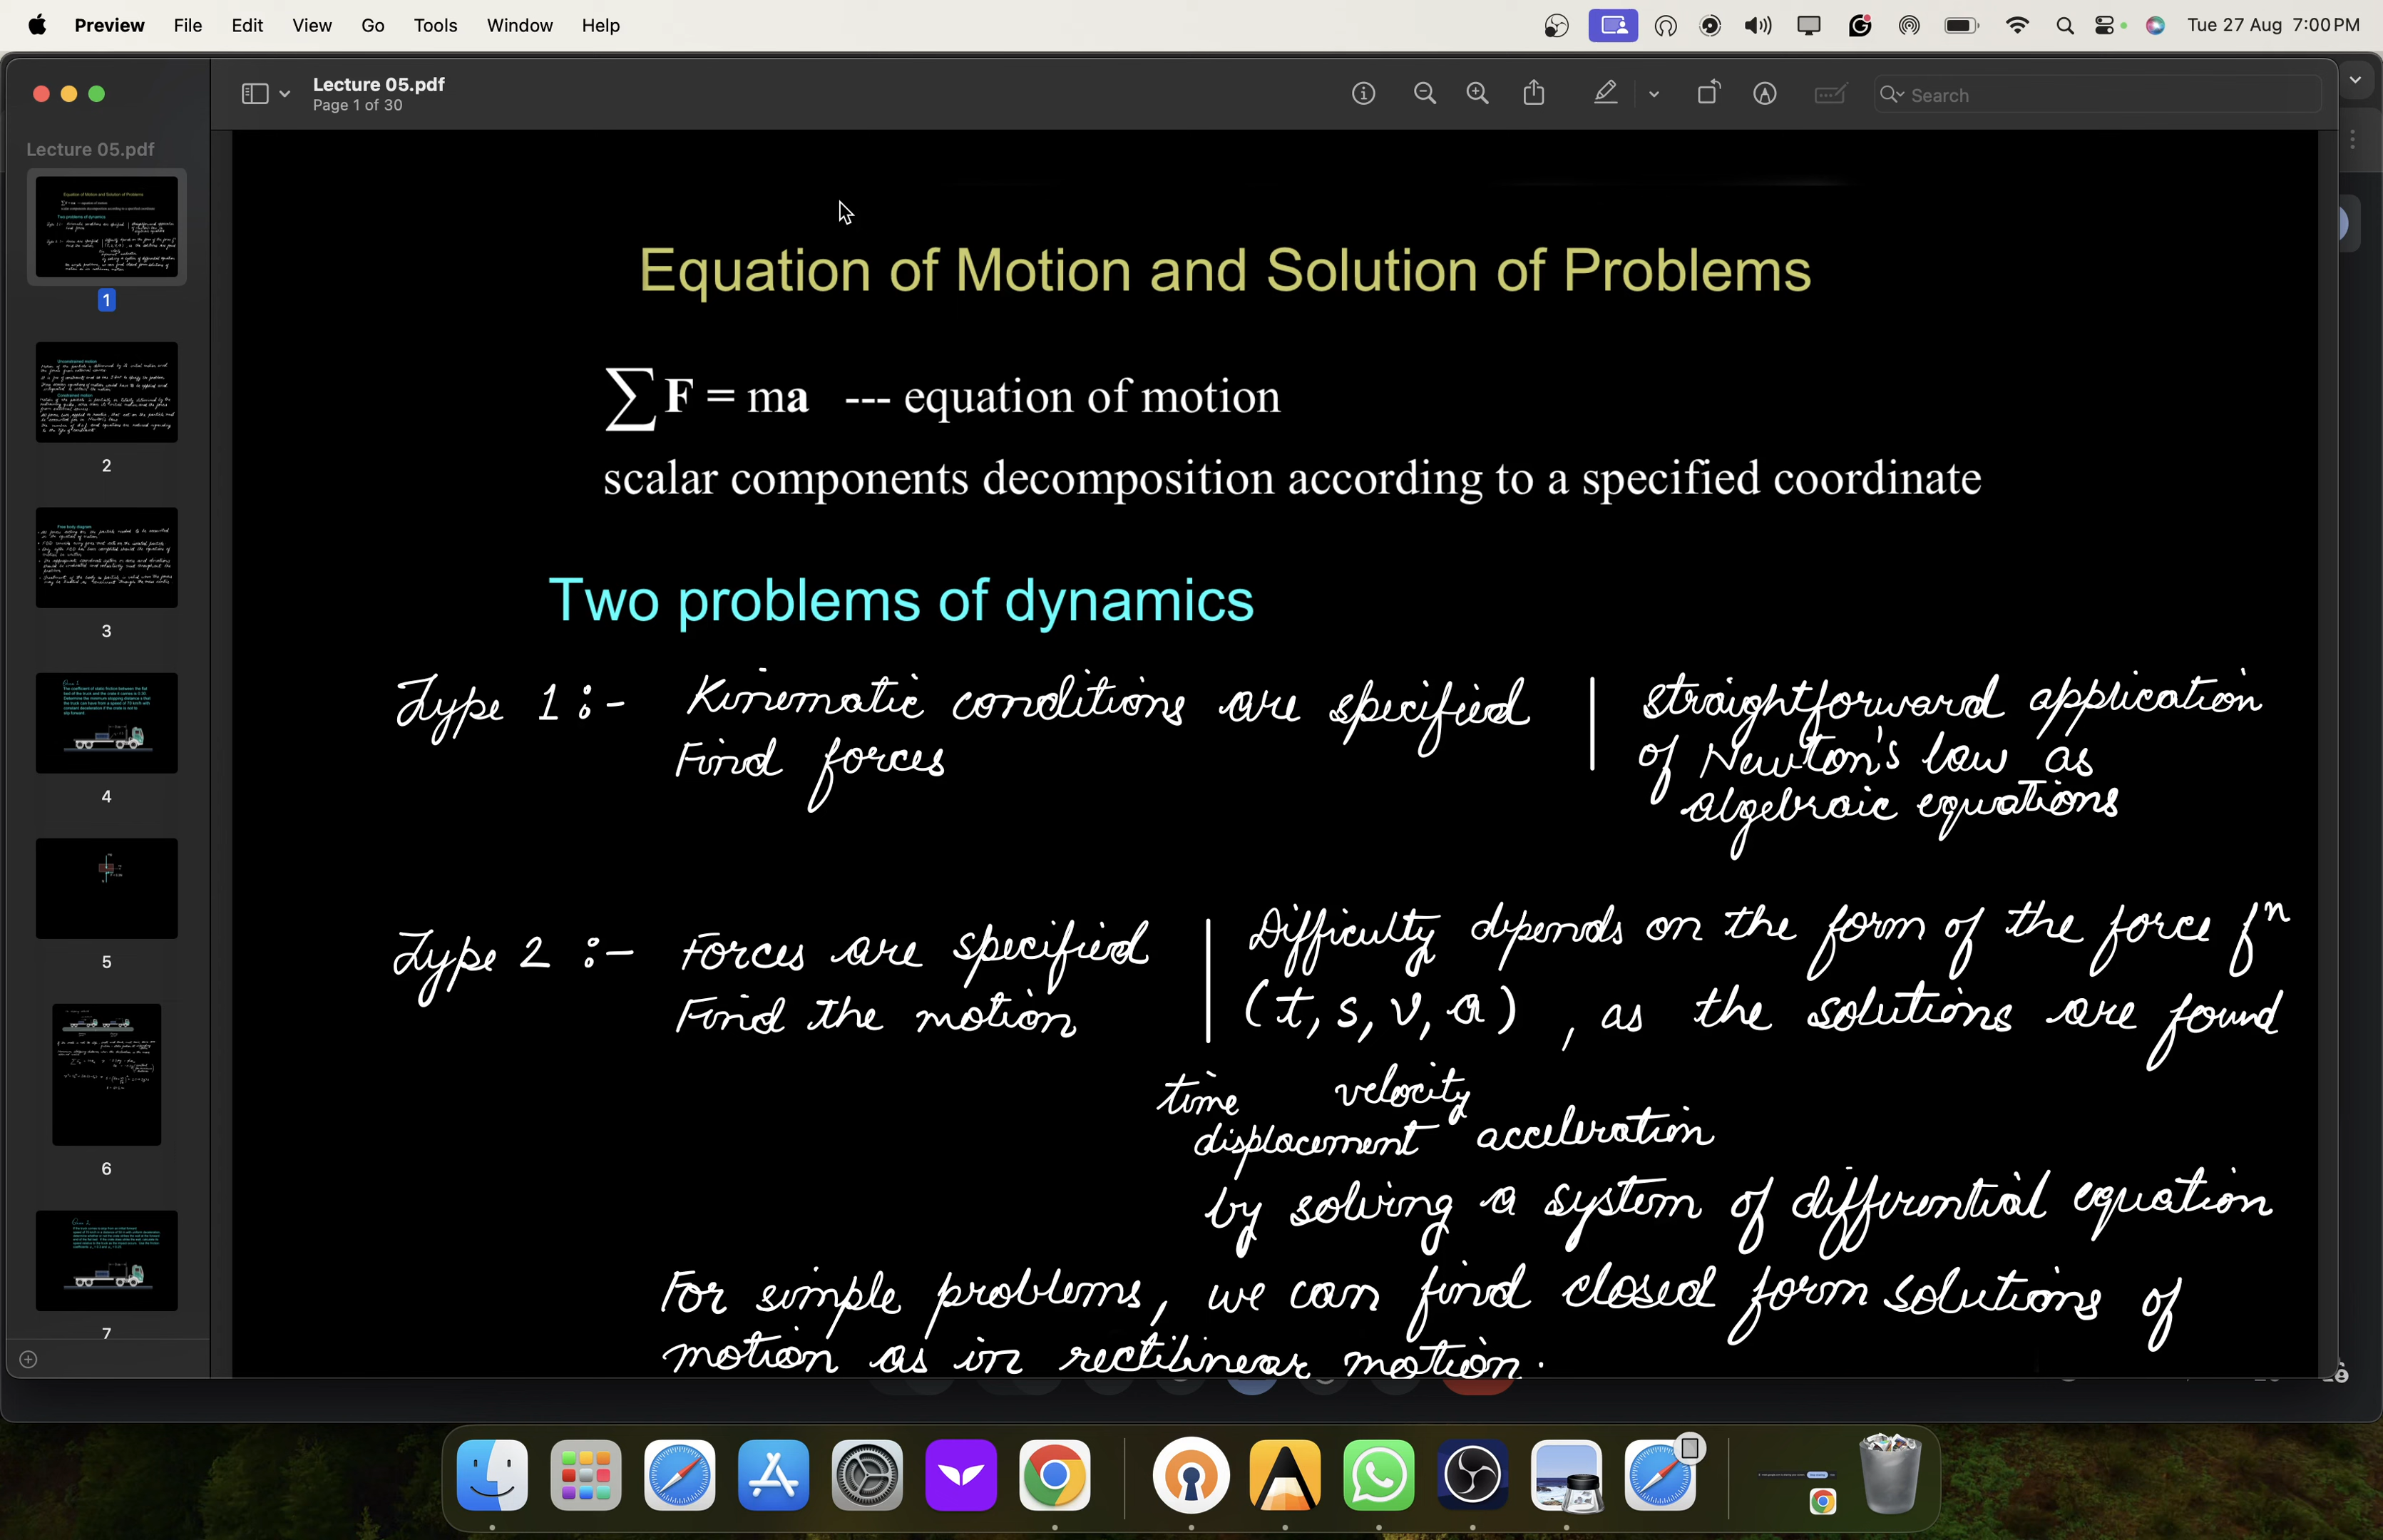 Preview File Edit View Go Tools Window Help Tue 27 Aug 7:00 PM
Lecture 05.pdf
Page 1 of 30
Search
Lecture 05.pdf
1
2
3
4
5
6
7
Equation of Motion and Solution of Problems
∑F = ma --- equation of motion
scalar components decomposition according to a specified coordinate
Two problems of dynamics
Type 1 :- Kinematic conditions are specified | straightforward application
Find forces of Newton's law as
algebraic equations
Type 2 :- Forces are specified | Difficulty depends on the form of the force fⁿ
Find the motion (t, s, v, a) , as the solutions are found
time velocity
displacement acceleration
by solving a system of differential equation
For simple problems, we can find closed form solutions of
motion as in rectilinear motion.